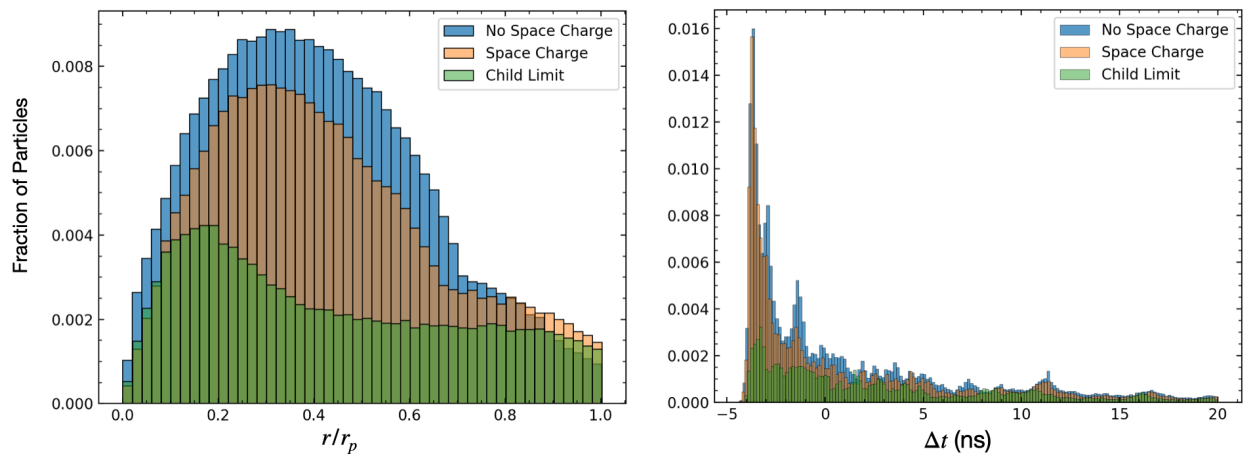 No Space Charge
Space Charge
Child Limit
Fraction of Particles
0.008
0.006
0.004
0.002
0.000
0.0 0.2 0.4 0.6 0.8 1.0
r/r_p
No Space Charge
Space Charge
Child Limit
0.016
0.014
0.012
0.010
0.008
0.006
0.004
0.002
0.000
−5 0 5 10 15 20
Δt (ns)